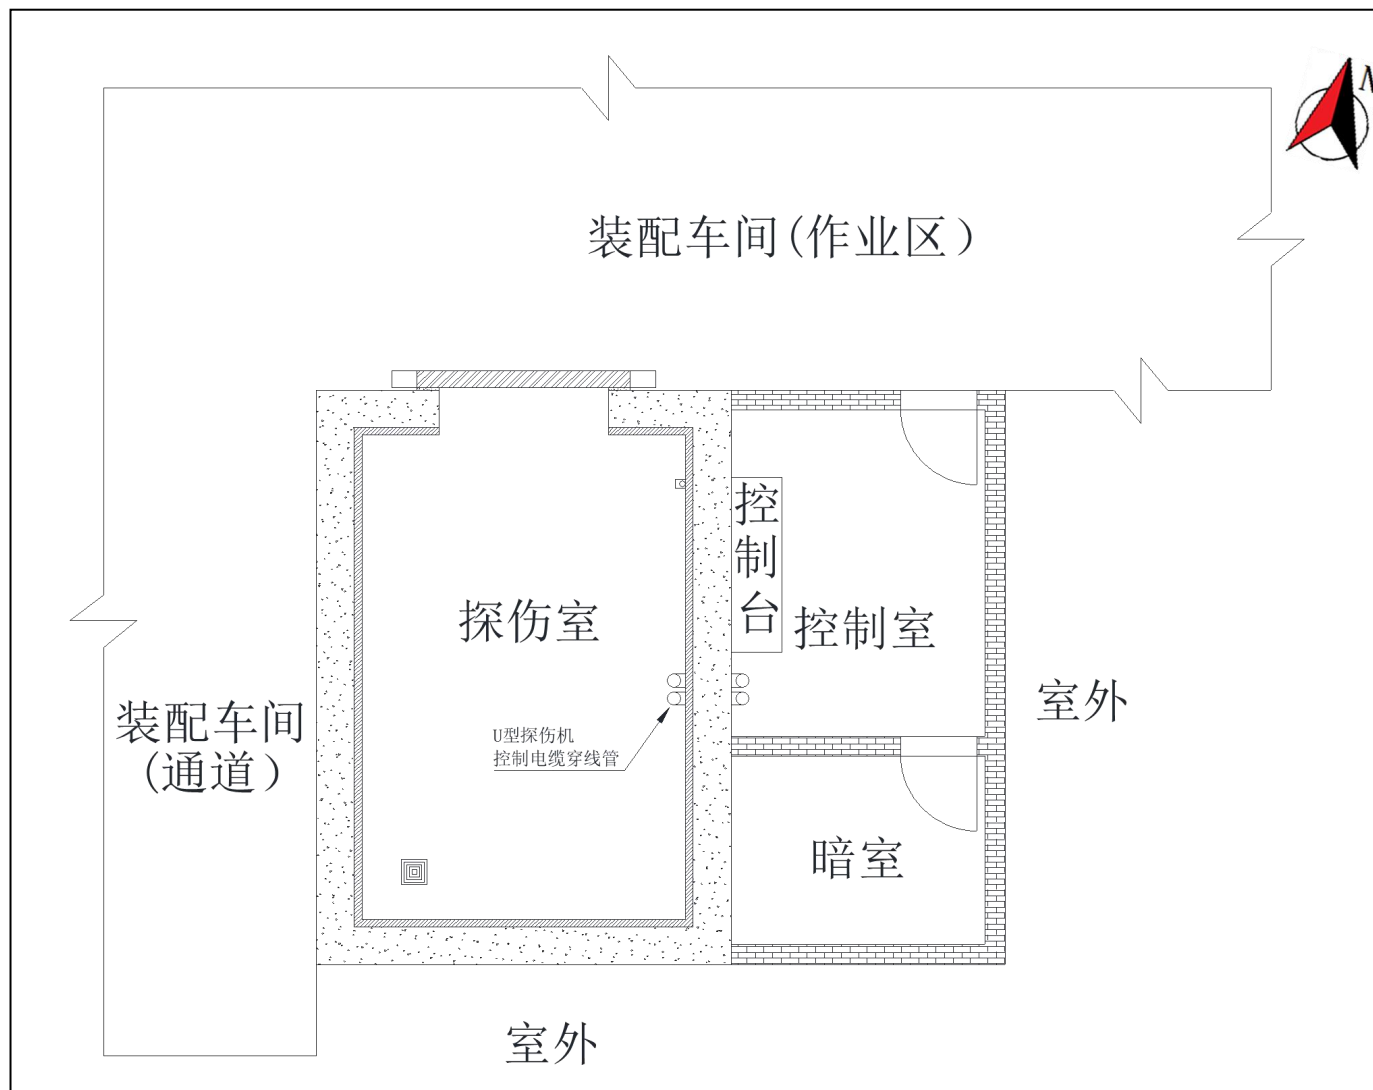 N
装配车间(作业区）
控
制
台
探伤室
控制室
室外
装配车间
(通道）
U型探伤机
控制电缆穿线管
暗室
室外